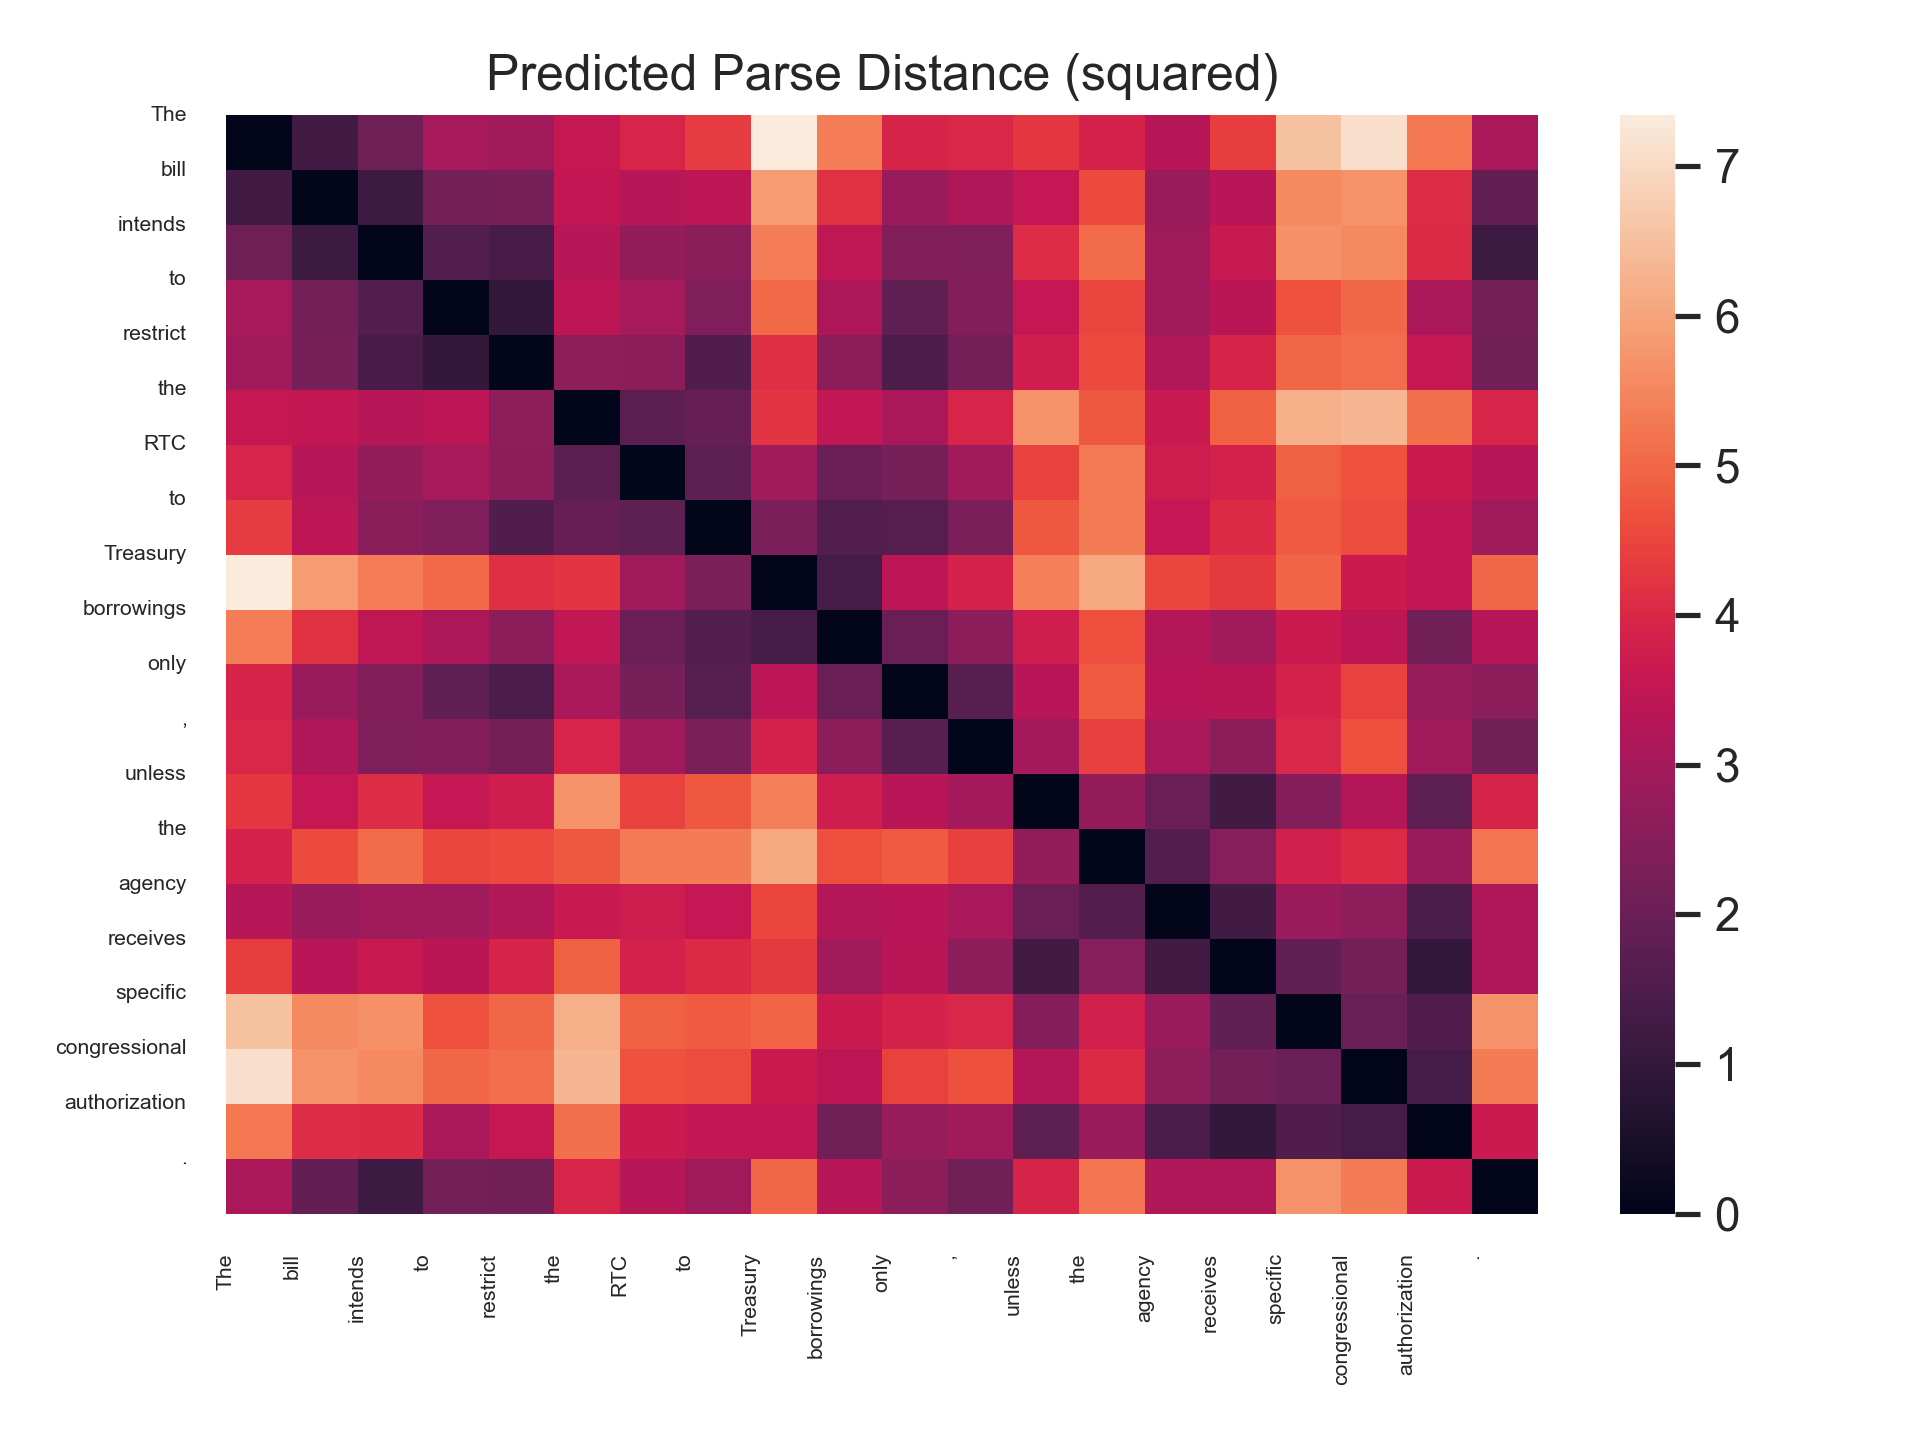 Predicted Parse Distance (squared)
The
bill
intends
to
restrict
the
RTC
to
Treasury
borrowings
only
,
unless
the
agency
receives
specific
congressional
authorization
.
The
bill
intends
to
restrict
the
RTC
to
Treasury
borrowings
only
,
unless
the
agency
receives
specific
congressional
authorization
.
7
6
5
4
3
2
1
0